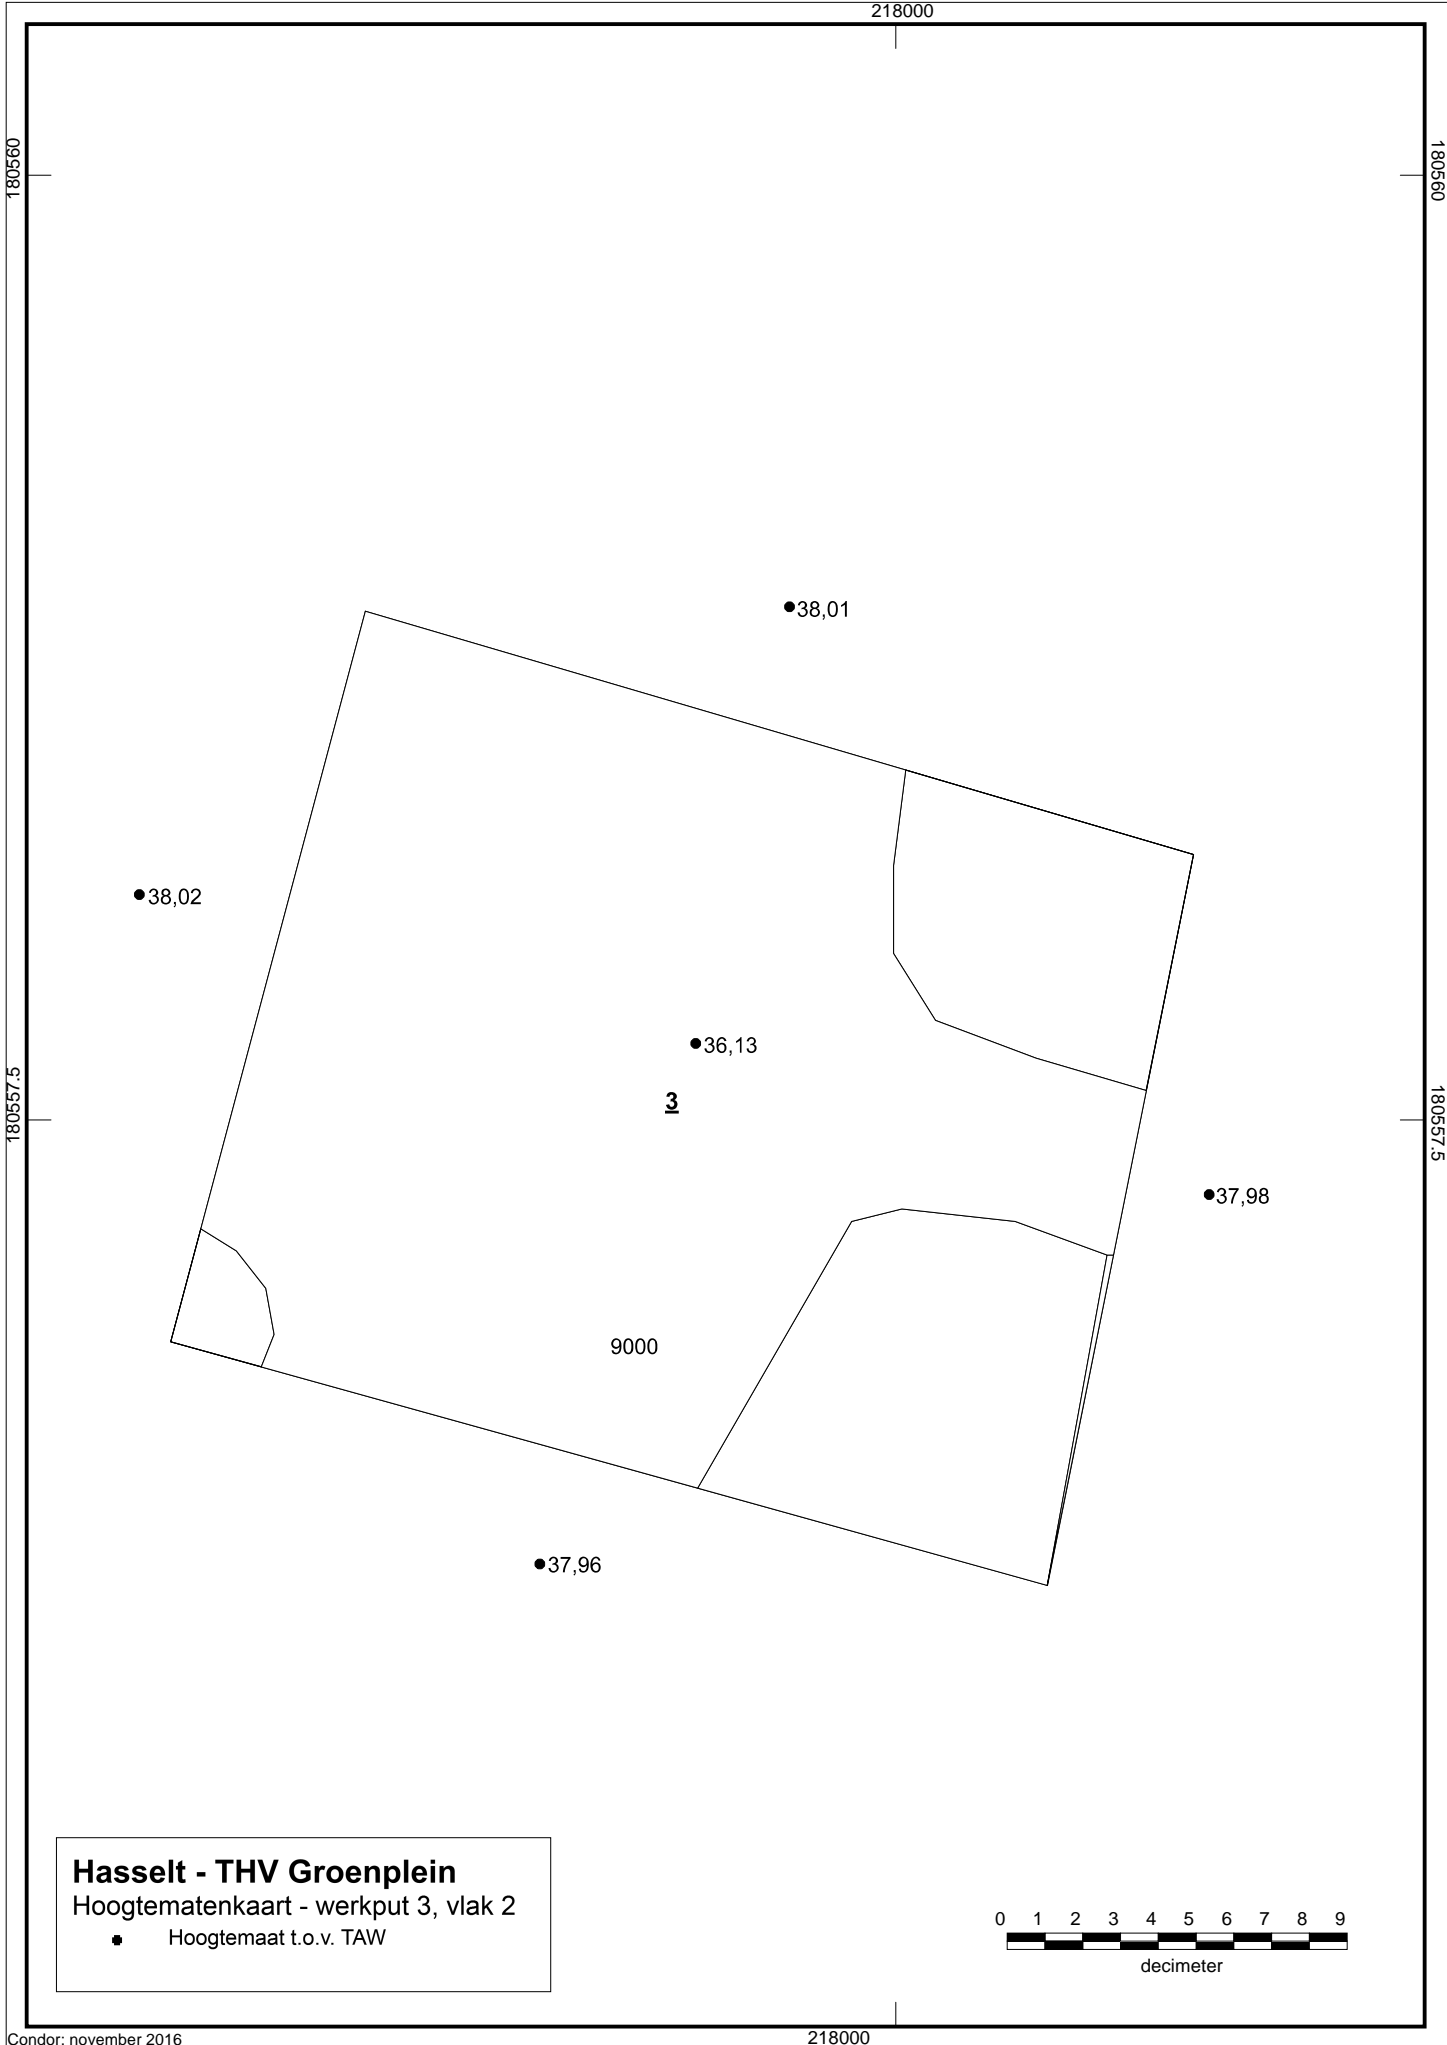 218000
180560
180560
38,01
38,02
36,13
3
180557.5
180557.5
37,98
9000
37,96
Hasselt - THV Groenplein
Hoogtematenkaart - werkput 3, vlak 2
Hoogtemaat t.o.v. TAW
0 1 2 3 4 5 6 7 8 9
decimeter
Condor: november 2016
218000